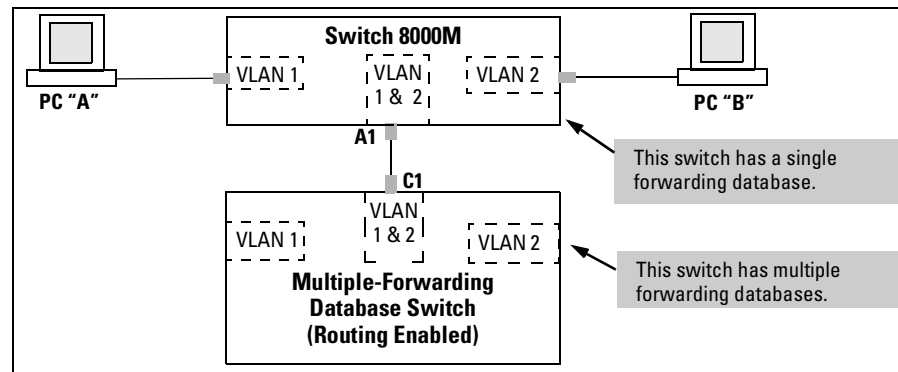 Switch 8000M
PC "A"
VLAN 1
VLAN
1 & 2
VLAN 2
PC "B"
A1
This switch has a single
forwarding database.
C1
VLAN
1 & 2
VLAN 1
VLAN 2
This switch has multiple
forwarding databases.
Multiple-Forwarding
Database Switch
(Routing Enabled)